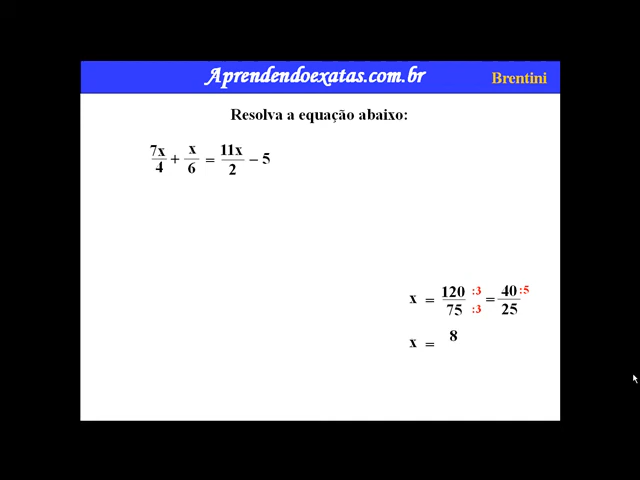 Aprendendoexatas.com.br Brentini
Resolva a equação abaixo:
7x/4 + x/6 = 11x/2 – 5
x = 120/75 :3 :3 = 40/25 :5
x = 8